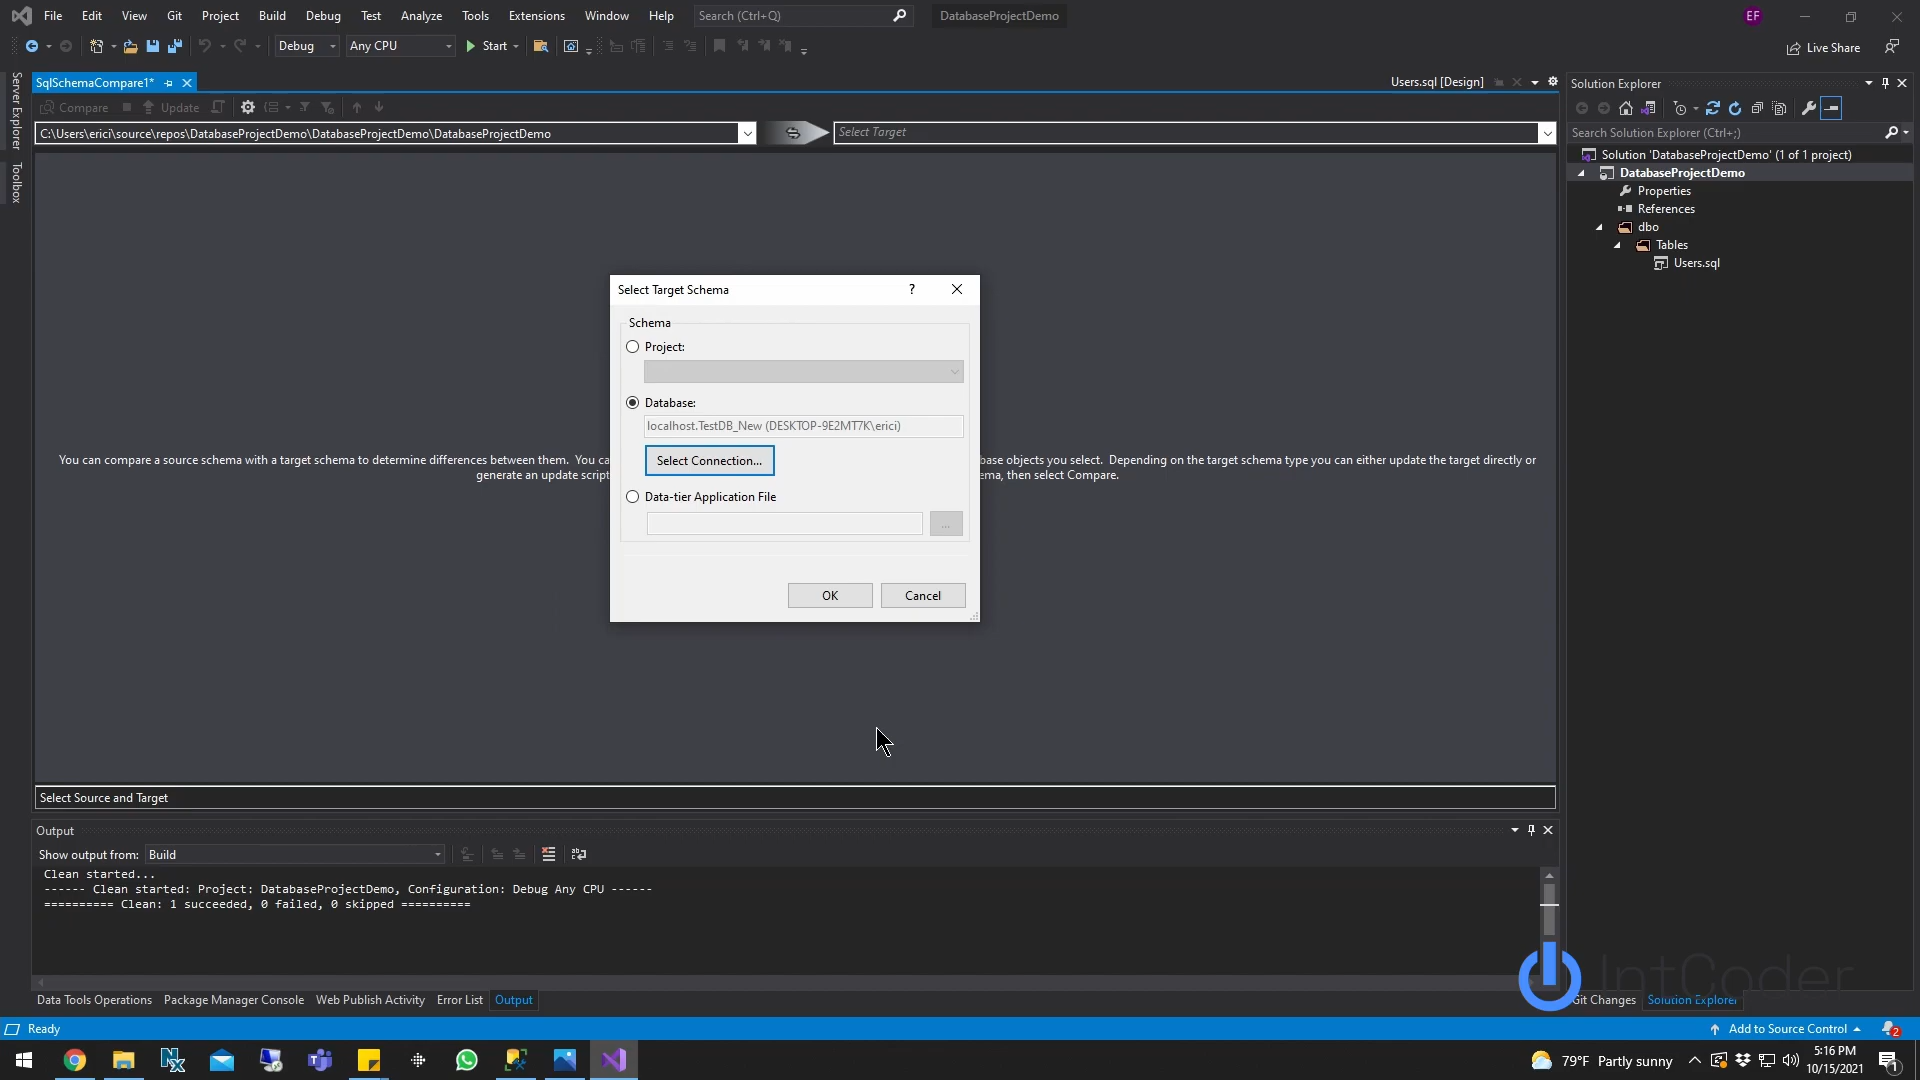 File Edit View Git Project Build Debug Test Analyze Tools Extensions Window Help Search (Ctrl+Q) DatabaseProjectDemo EF
Debug Any CPU Start Live Share
Server Explorer
Toolbox
SqlSchemaCompare1* Users.sql [Design]
Compare Update
C:\Users\erici\source\repos\DatabaseProjectDemo\DatabaseProjectDemo\DatabaseProjectDemo Select Target
Select Target Schema ?
Schema
Project:
Database:
localhost.TestDB_New (DESKTOP-9E2MT7K\erici)
Select Connection...
Data-tier Application File
...
OK Cancel
You can compare a source schema with a target schema to determine differences between them. You ca base objects you select. Depending on the target schema type you can either update the target directly or
generate an update script ema, then select Compare.
Select Source and Target
Output
Show output from: Build
Clean started...
------ Clean started: Project: DatabaseProjectDemo, Configuration: Debug Any CPU ------
========== Clean: 1 succeeded, 0 failed, 0 skipped ==========
Data Tools Operations Package Manager Console Web Publish Activity Error List Output
Solution Explorer
Search Solution Explorer (Ctrl+;)
Solution 'DatabaseProjectDemo' (1 of 1 project)
DatabaseProjectDemo
Properties
References
dbo
Tables
Users.sql
IntCoder
Git Changes Solution Explorer
Ready Add to Source Control 2
79°F Partly sunny 5:16 PM
10/15/2021 1